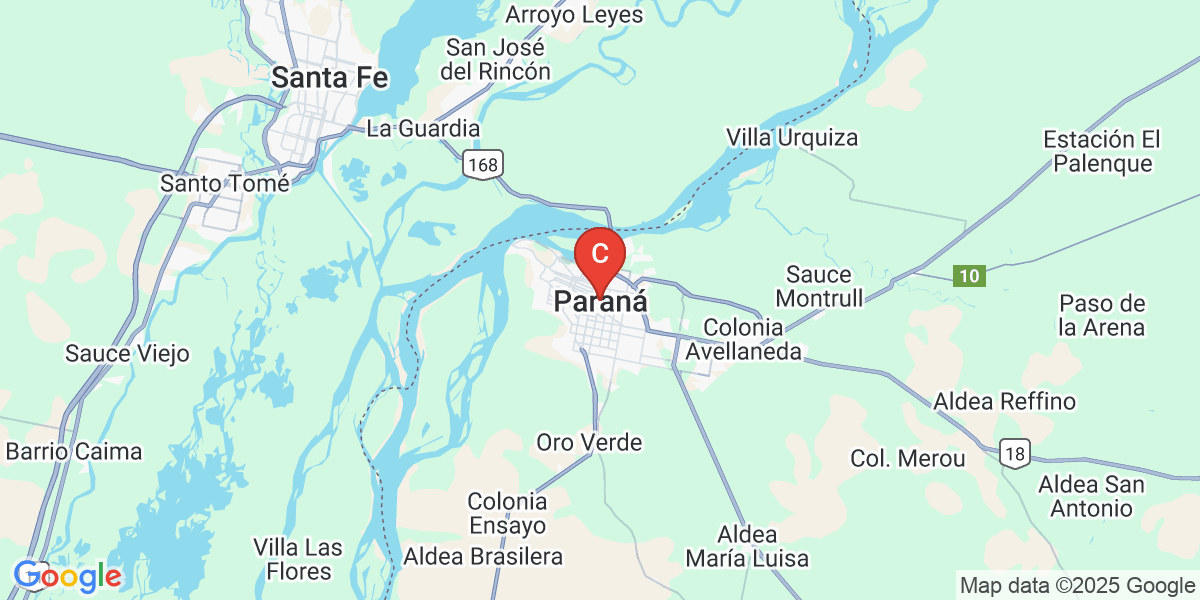 Arroyo Leyes
San José
del Rincón
Santa Fe
La Guardia
Villa Urquiza
Estación El
Palenque
168
Santo Tomé
C
Sauce
Montrull
10
Paraná
Paso de
la Arena
Colonia
Avellaneda
Sauce Viejo
Aldea Reffino
Oro Verde
Barrio Caima
Col. Merou
18
Aldea San
Antonio
Colonia
Ensayo
Aldea
María Luisa
Villa Las
Flores
Aldea Brasilera
Google
Map data ©2025 Google